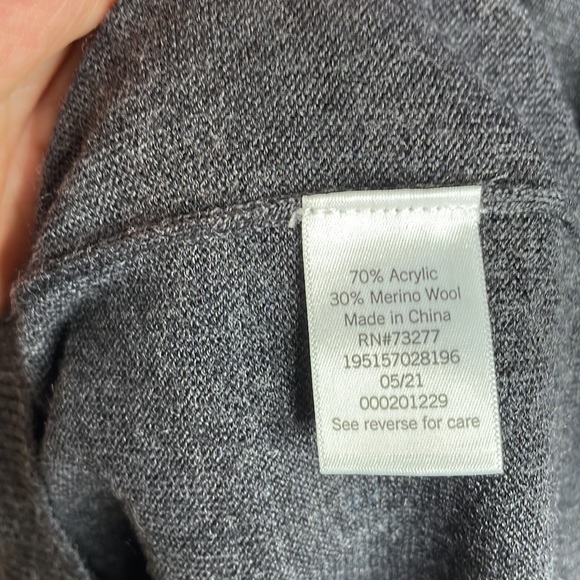 70% Acrylic
30% Merino Wool
Made in China
RN#73277
195157028196
05/21
000201229
See reverse for care